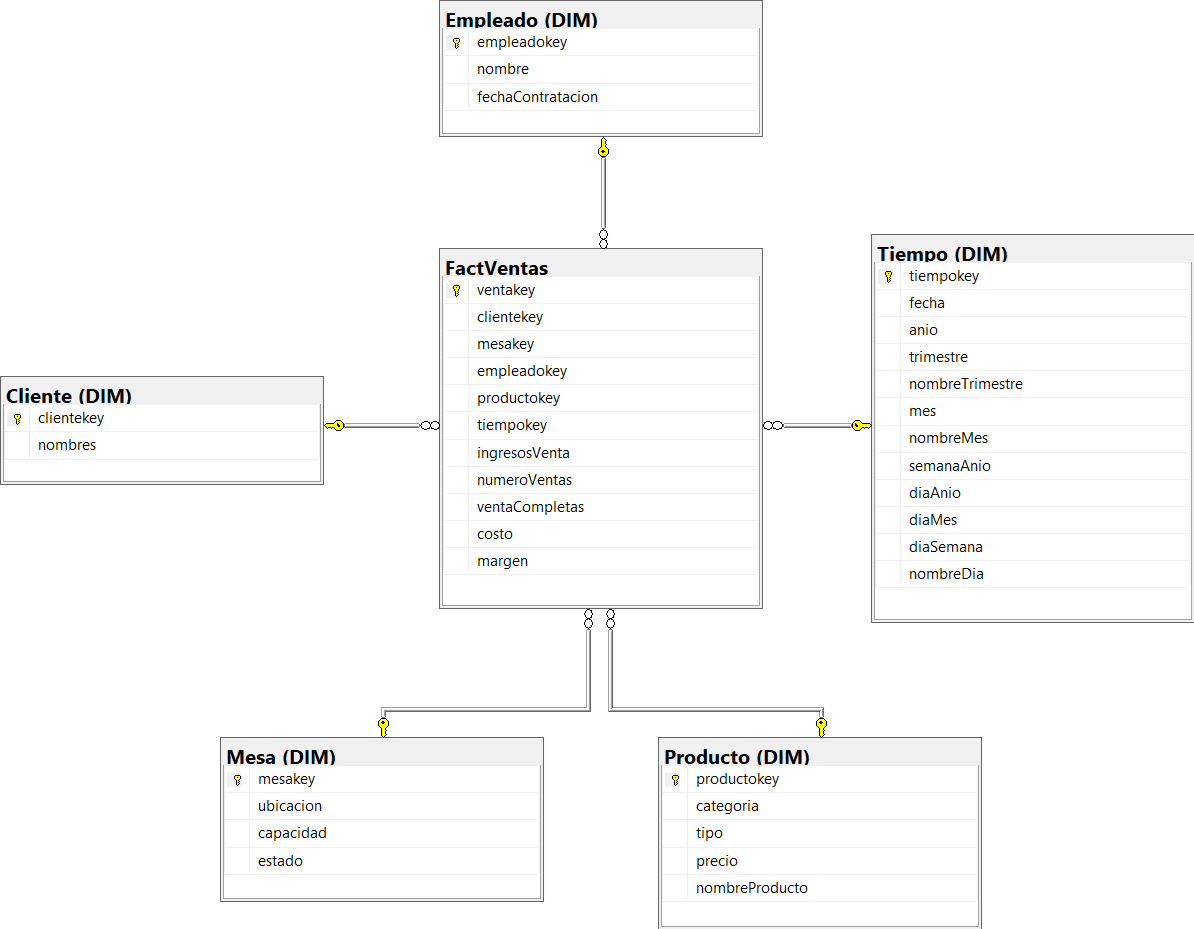 Empleado (DIM)
empleadokey
nombre
fechaContratacion
FactVentas
ventakey
clientekey
mesakey
empleadokey
productokey
tiempokey
ingresosVenta
numeroVentas
ventaCompletas
costo
margen
Tiempo (DIM)
tiempokey
fecha
anio
trimestre
nombreTrimestre
mes
nombreMes
semanaAnio
diaAnio
diaMes
diaSemana
nombreDia
Cliente (DIM)
clientekey
nombres
Mesa (DIM)
mesakey
ubicacion
capacidad
estado
Producto (DIM)
productokey
categoria
tipo
precio
nombreProducto